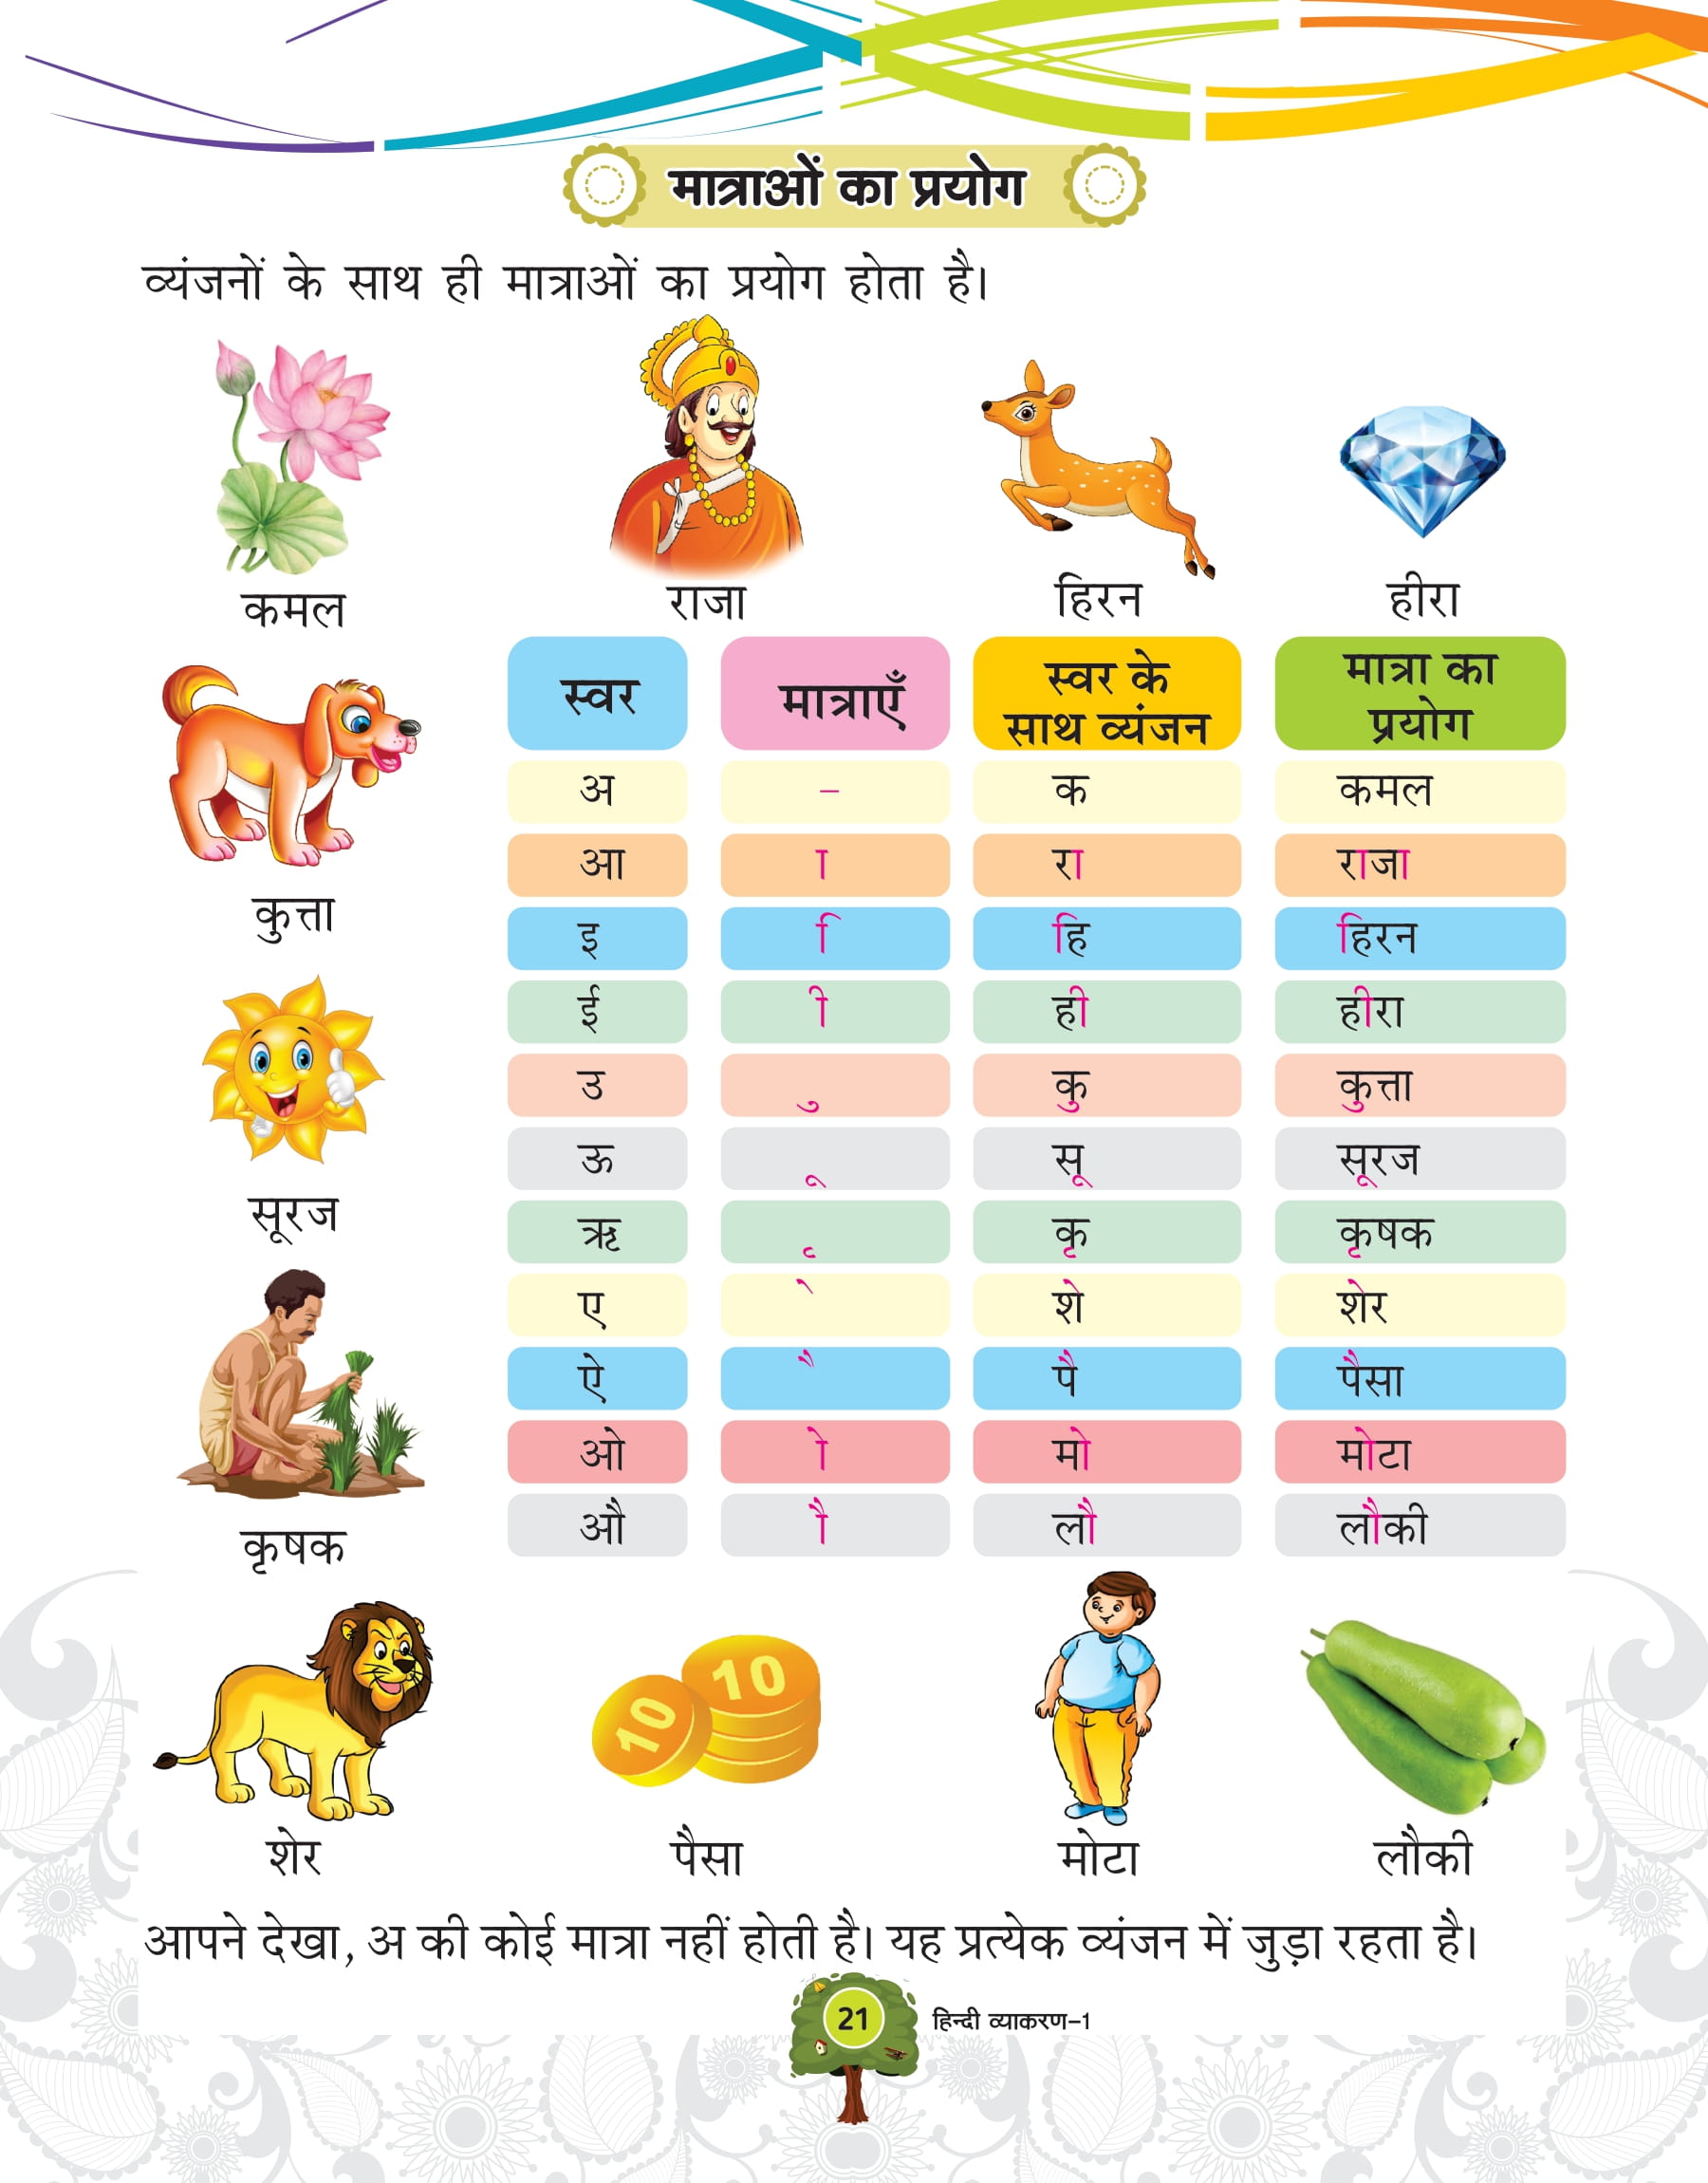 मात्राओं का प्रयोग
व्यंजनों के साथ ही मात्राओं का प्रयोग होता है।
कमल राजा हिरन हीरा
कुत्ता
सूरज
कृषक
स्वर मात्राएँ स्वर के साथ व्यंजन मात्रा का प्रयोग
अ – क कमल
आ ा रा राजा
इ ि हि हिरन
ई ी ही हीरा
उ ु कु कुत्ता
ऊ ू सू सूरज
ऋ ृ कृ कृषक
ए े शे शेर
ऐ ै पै पैसा
ओ ो मो मोटा
औ ौ लौ लौकी
10 10
शेर पैसा मोटा लौकी
आपने देखा, अ की कोई मात्रा नहीं होती है। यह प्रत्येक व्यंजन में जुड़ा रहता है।
21 हिन्दी व्याकरण–1